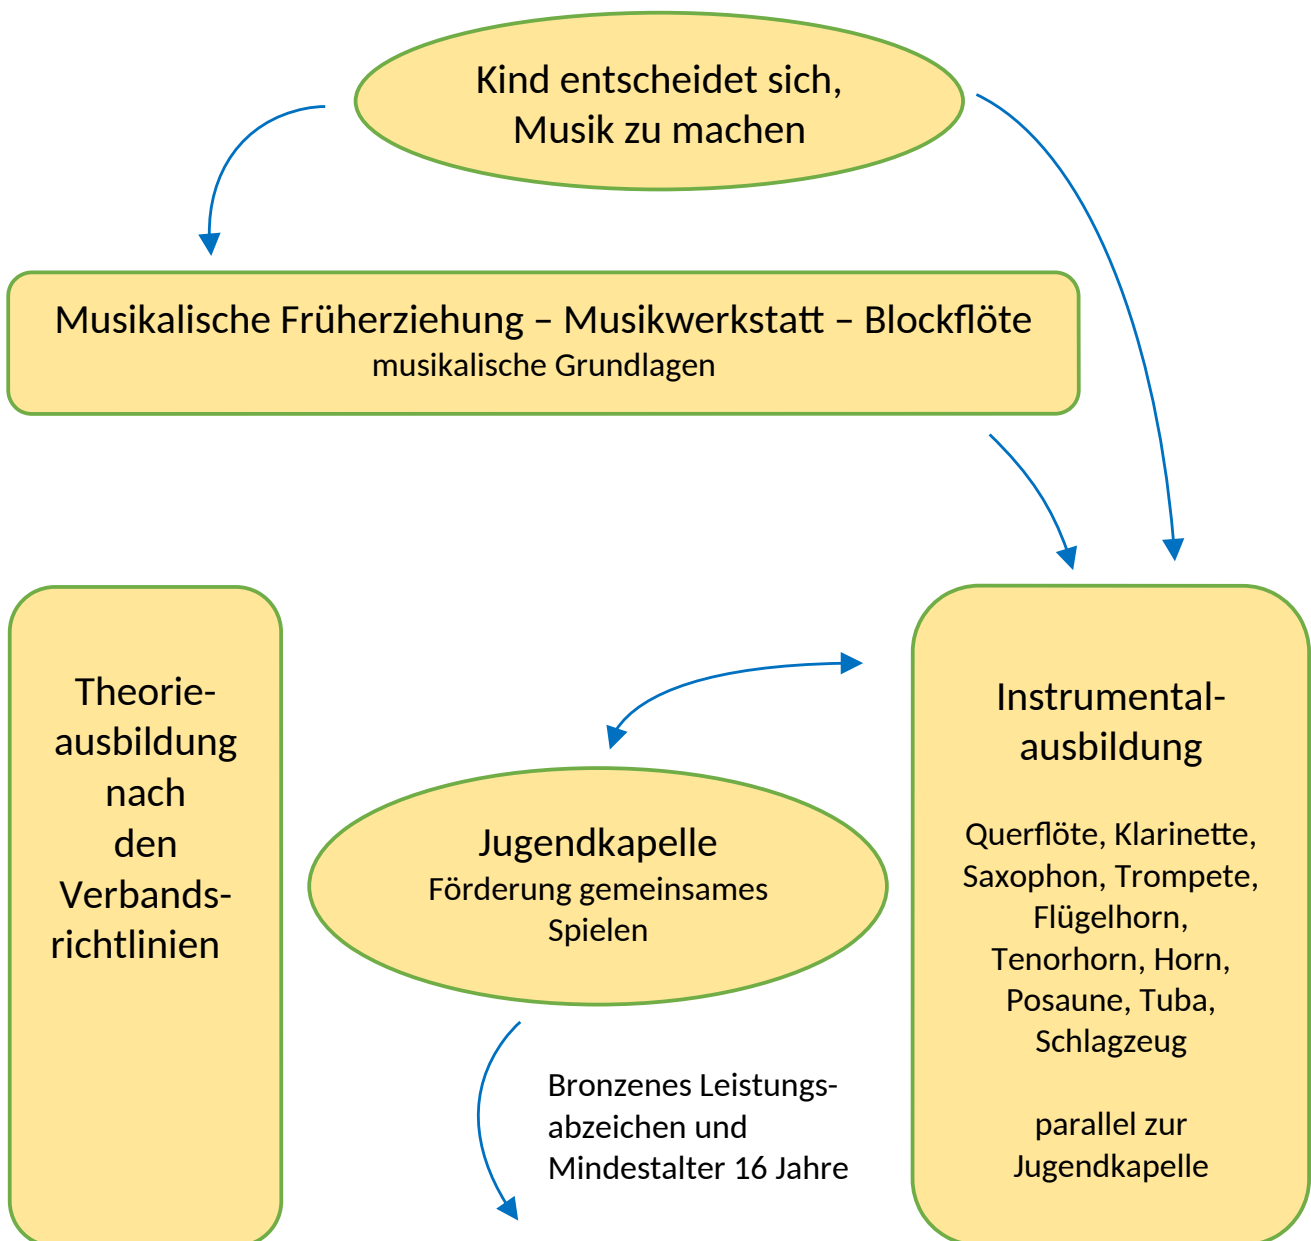 Kind entscheidet sich,
Musik zu machen
Musikalische Früherziehung – Musikwerkstatt – Blockflöte
musikalische Grundlagen
Theorie-
ausbildung
nach
den
Verbands-
richtlinien
Jugendkapelle
Förderung gemeinsames
Spielen
Bronzenes Leistungs-
abzeichen und
Mindestalter 16 Jahre
Instrumental-
ausbildung
Querflöte, Klarinette,
Saxophon, Trompete,
Flügelhorn,
Tenorhorn, Horn,
Posaune, Tuba,
Schlagzeug
parallel zur
Jugendkapelle